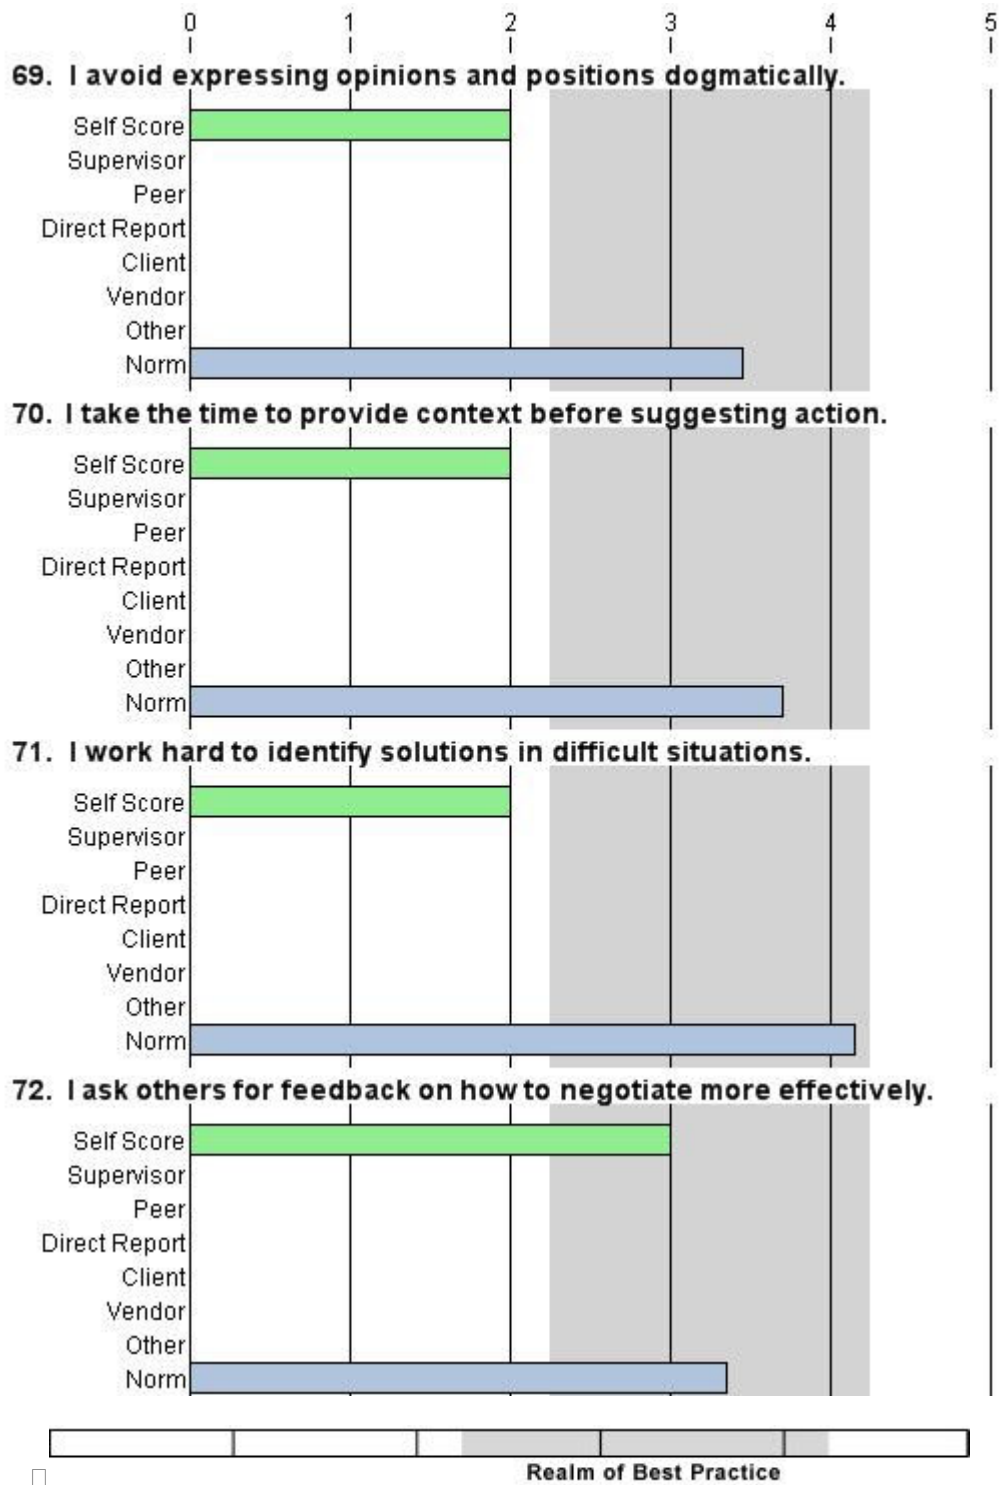 0 1 2 3 4 5
69. I avoid expressing opinions and positions dogmatically.
Self Score
Supervisor
Peer
Direct Report
Client
Vendor
Other
Norm
70. I take the time to provide context before suggesting action.
Self Score
Supervisor
Peer
Direct Report
Client
Vendor
Other
Norm
71. I work hard to identify solutions in difficult situations.
Self Score
Supervisor
Peer
Direct Report
Client
Vendor
Other
Norm
72. I ask others for feedback on how to negotiate more effectively.
Self Score
Supervisor
Peer
Direct Report
Client
Vendor
Other
Norm
Realm of Best Practice